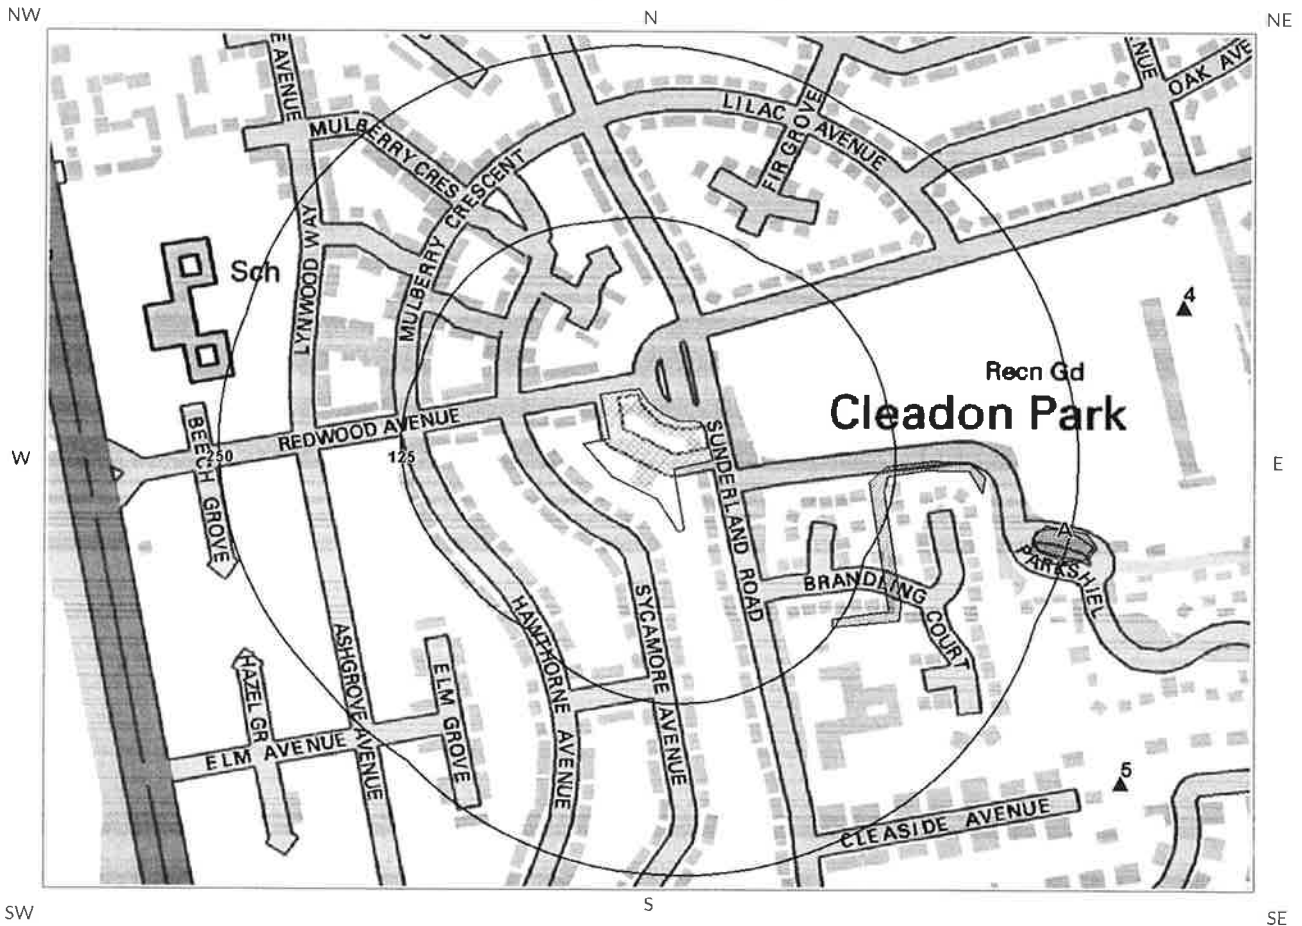 NW
N
NE
E AVENUE
MULBERRY CRES
LILAC AVENUE
FIR GROVE
NUE
OAK AVE
MULBERRY CRESCENT
LYNWOOD WAY
Sch
4
Recn Gd
Cleadon Park
W
REDWOOD AVENUE
250
125
E
BEECH GROVE
SUNDERLAND ROAD
A
PARKSHIEL
BRANDLING COURT
HAWTHORNE AVENUE
SYCAMORE AVENUE
ASHGROVE AVENUE
HAZEL GR
ELM GROVE
ELM AVENUE
5
CLEASIDE AVENUE
SW
S
SE